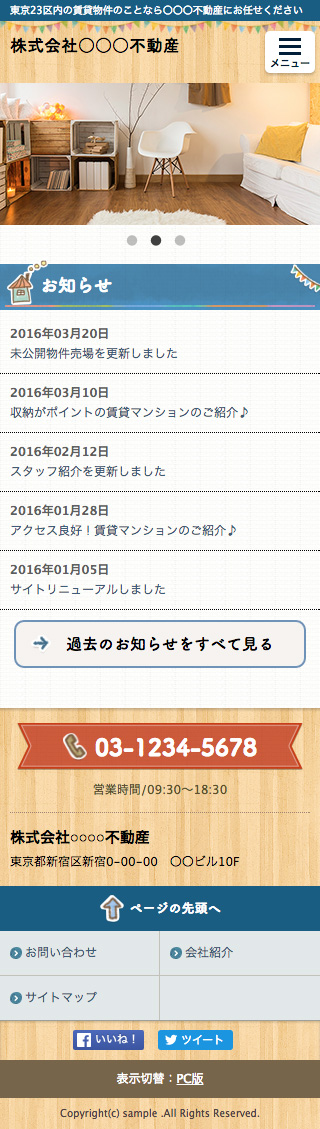 東京23区内の賃貸物件のことなら〇〇〇不動産にお任せください
株式会社〇〇〇不動産
メニュー
お知らせ
2016年03月20日
未公開物件売場を更新しました
2016年03月10日
収納がポイントの賃貸マンションのご紹介♪
2016年02月12日
スタッフ紹介を更新しました
2016年01月28日
アクセス良好！賃貸マンションのご紹介♪
2016年01月05日
サイトリニューアルしました
過去のお知らせをすべて見る
03-1234-5678
営業時間/09:30〜18:30
株式会社○○○○不動産
東京都新宿区新宿0-00-00　〇〇ビル10F
ページの先頭へ
お問い合わせ
会社紹介
サイトマップ
いいね！
ツイート
表示切替：PC版
Copyright(c) sample .All Rights Reserved.